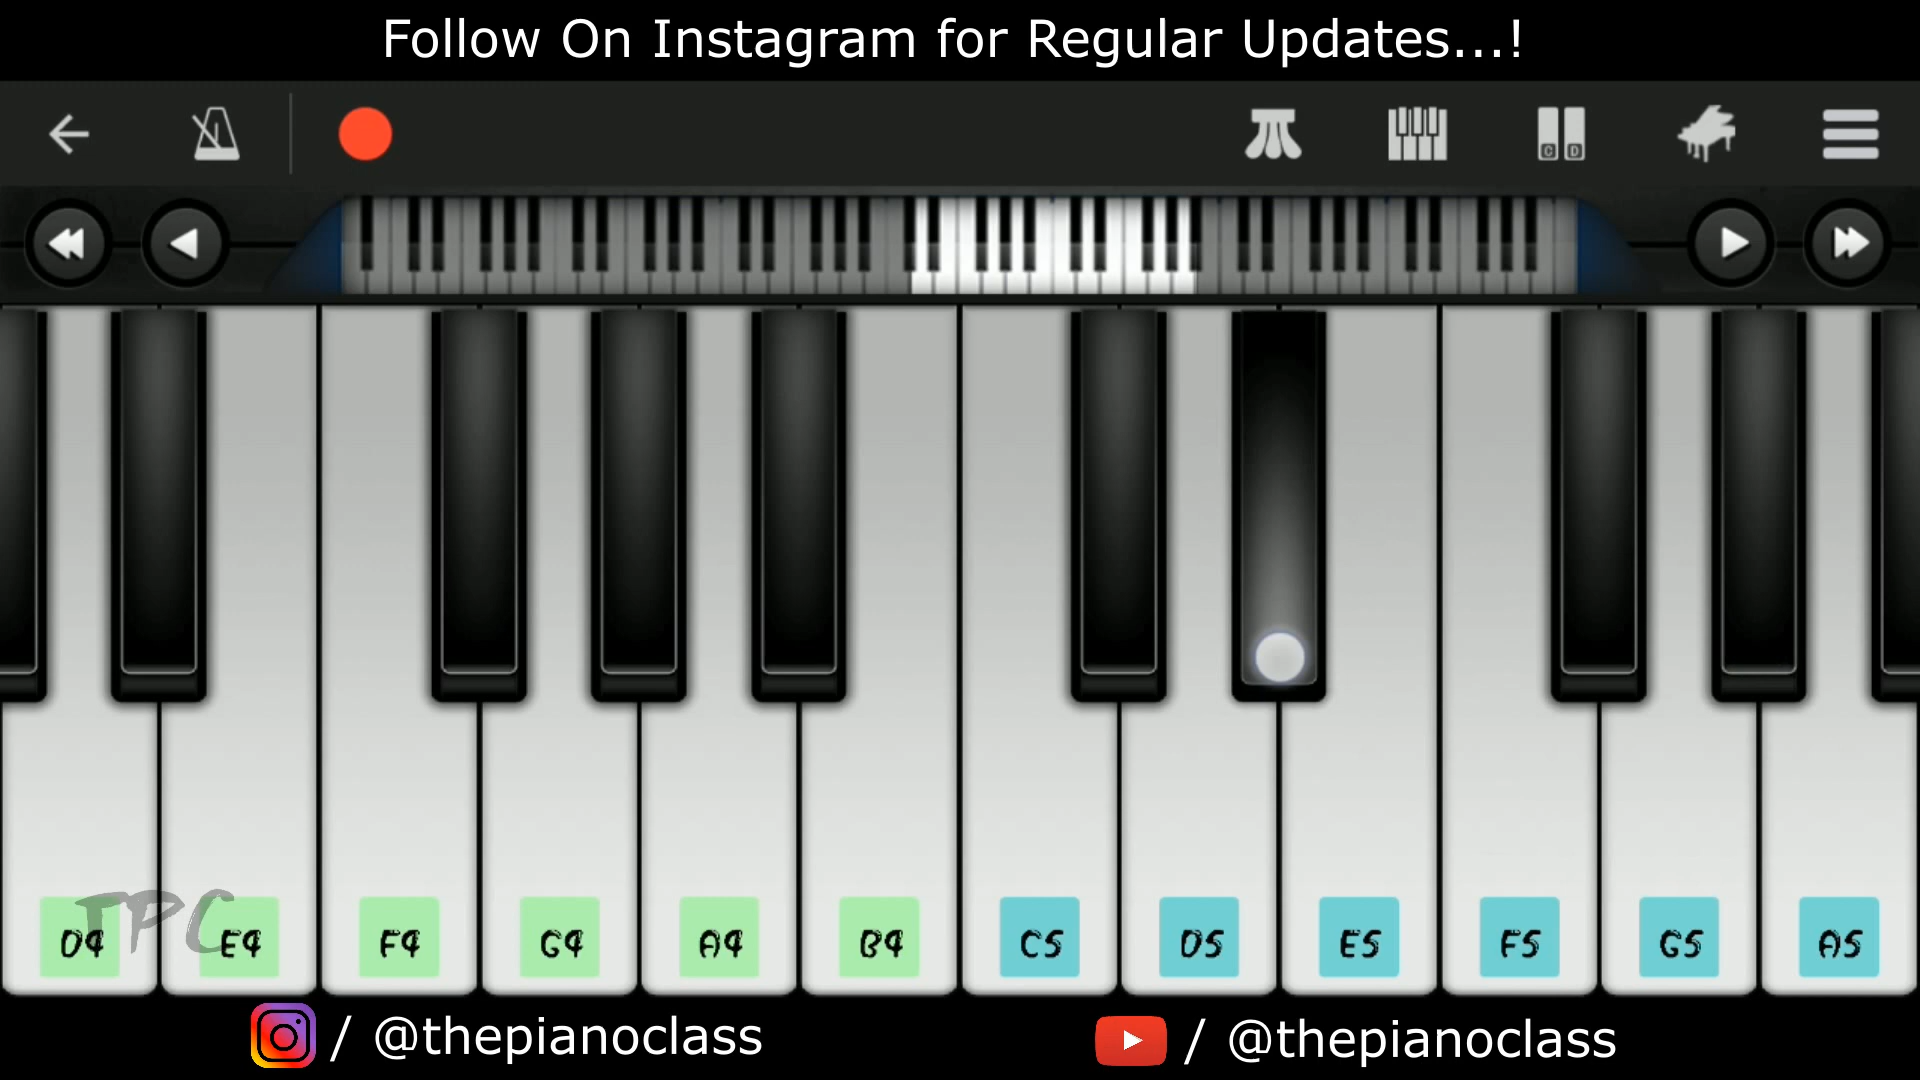 Follow On Instagram for Regular Updates...!
C D
TPC
D4 E4 F4 G4 A4 B4 C5 D5 E5 F5 G5 A5
/ @thepianoclass / @thepianoclass